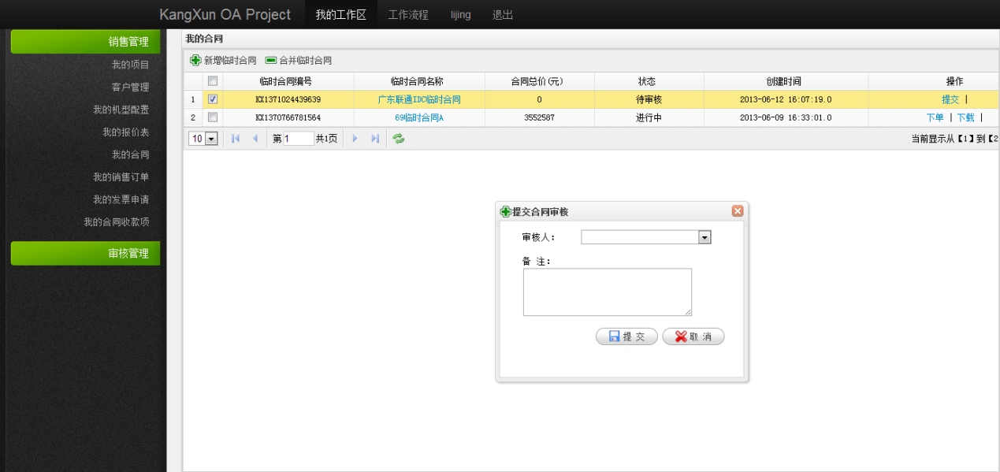 KangXun OA Project 我的工作区 工作流程 lijing 退出
销售管理
我的项目
客户管理
我的机型配置
我的报价表
我的合同
我的销售订单
我的发票申请
我的合同收款项
审核管理
我的合同
新增临时合同 合并临时合同
临时合同编号 临时合同名称 合同总价(元) 状态 创建时间 操作
1 KX1371024439639 广东联通IDC临时合同 0 待审核 2013-06-12 16:07:19.0 提交 |
2 KX1370766781564 69临时合同A 3552587 进行中 2013-06-09 16:33:01.0 下单 | 下载 |
10 第 1 共1页 当前显示从【1】到【2
提交合同审核
审核人：
备 注：
提 交 取 消